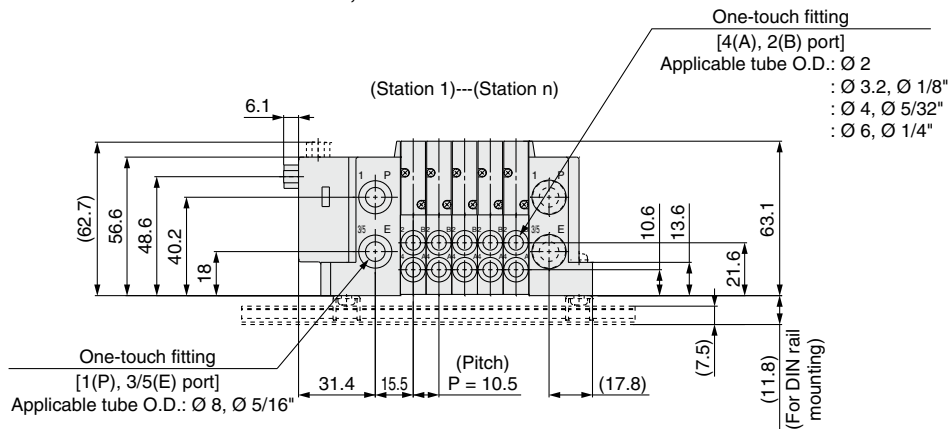 One-touch fitting
[4(A), 2(B) port]
Applicable tube O.D.: Ø 2
: Ø 3.2, Ø 1/8"
: Ø 4, Ø 5/32"
: Ø 6, Ø 1/4"
(Station 1)---(Station n)
6.1
(62.7)
56.6
48.6
40.2
18
1 P
3/5 E
1 P
3/5 E
10.6
13.6
21.6
63.1
(7.5)
(11.8)
(For DIN rail
mounting)
One-touch fitting
[1(P), 3/5(E) port]
Applicable tube O.D.: Ø 8, Ø 5/16"
31.4
15.5
(Pitch)
P = 10.5
(17.8)